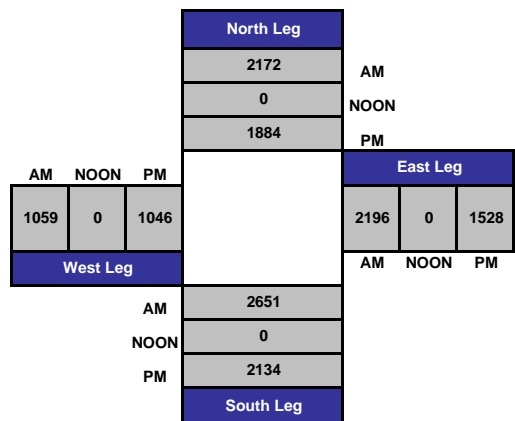 North Leg
2172 AM
0 NOON
1884 PM
AM NOON PM East Leg
1059 0 1046 2196 0 1528
West Leg AM NOON PM
AM 2651
NOON 0
PM 2134
South Leg